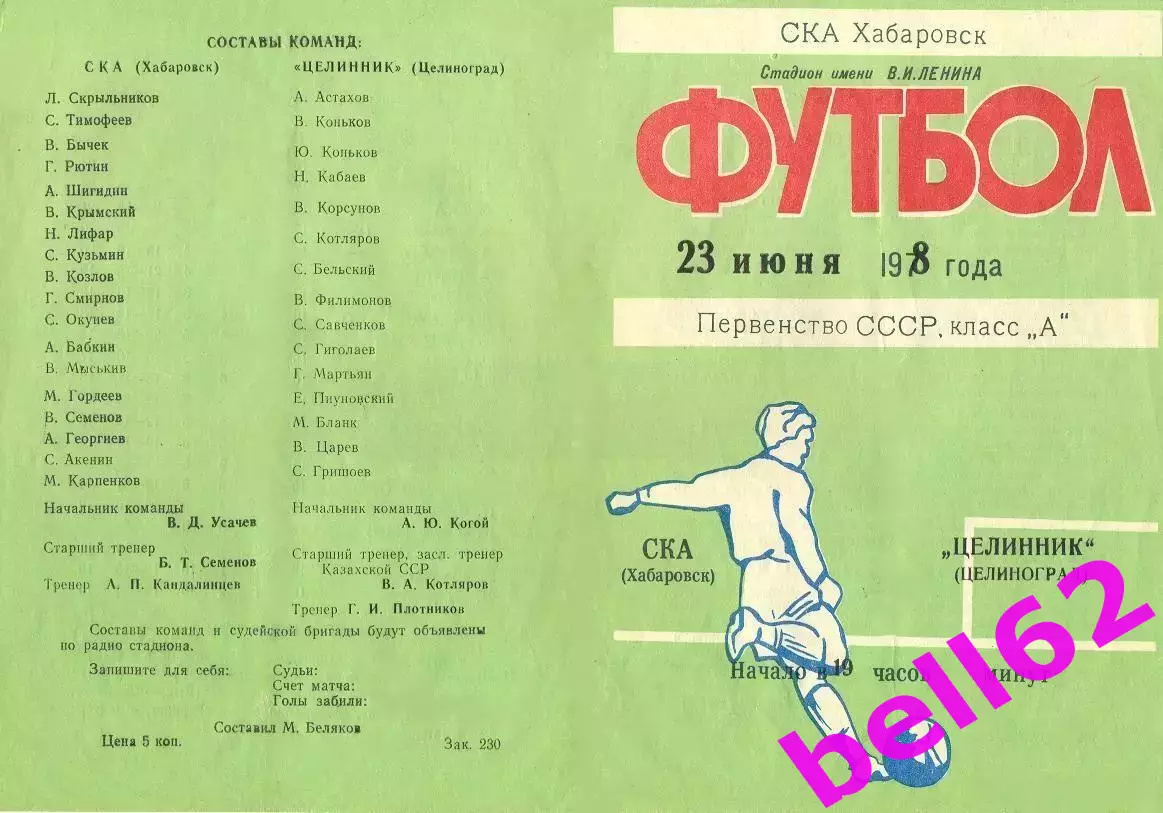 СОСТАВЫ КОМАНД:
СКА (Хабаровск)
Л. Скрыльников
С. Тимофеев
В. Бычек
Г. Рютин
А. Шигидин
В. Крымский
Н. Лифар
С. Кузьмин
В. Козлов
Г. Смирнов
С. Окунев
А. Бабкин
В. Мыськив
М. Гордеев
В. Семенов
А. Георгиев
С. Акенин
М. Карпенков
Начальник команды
В. Д. Усачев
Старший тренер
Б. Т. Семенов
Тренер А. П. Кандалинцев
«ЦЕЛИННИК» (Целиноград)
А. Астахов
В. Коньков
Ю. Коньков
Н. Кабаев
В. Корсунов
С. Котляров
С. Бельский
В. Филимонов
С. Савченков
С. Гиголаев
Г. Мартьян
Е. Пиуновский
М. Бланк
В. Царев
С. Гришоев
Начальник команды
А. Ю. Когой
Старший тренер, засл. тренер
Казахской ССР
В. А. Котляров
Тренер Г. И. Плотников
Составы команд и судейской бригады будут объявлены
по радио стадиона.
Запишите для себя:
Судьи:
Счет матча:
Голы забили:
Составил М. Беляков
Цена 5 коп.
Зак. 230
СКА Хабаровск
Стадион имени В.И.ЛЕНИНА
ФУТБОЛ
23 июня 1978 года
Первенство СССР, класс „А"
СКА
(Хабаровск)
„ЦЕЛИННИК"
(ЦЕЛИНОГРАД)
Начало в 19 часов минут
bell62